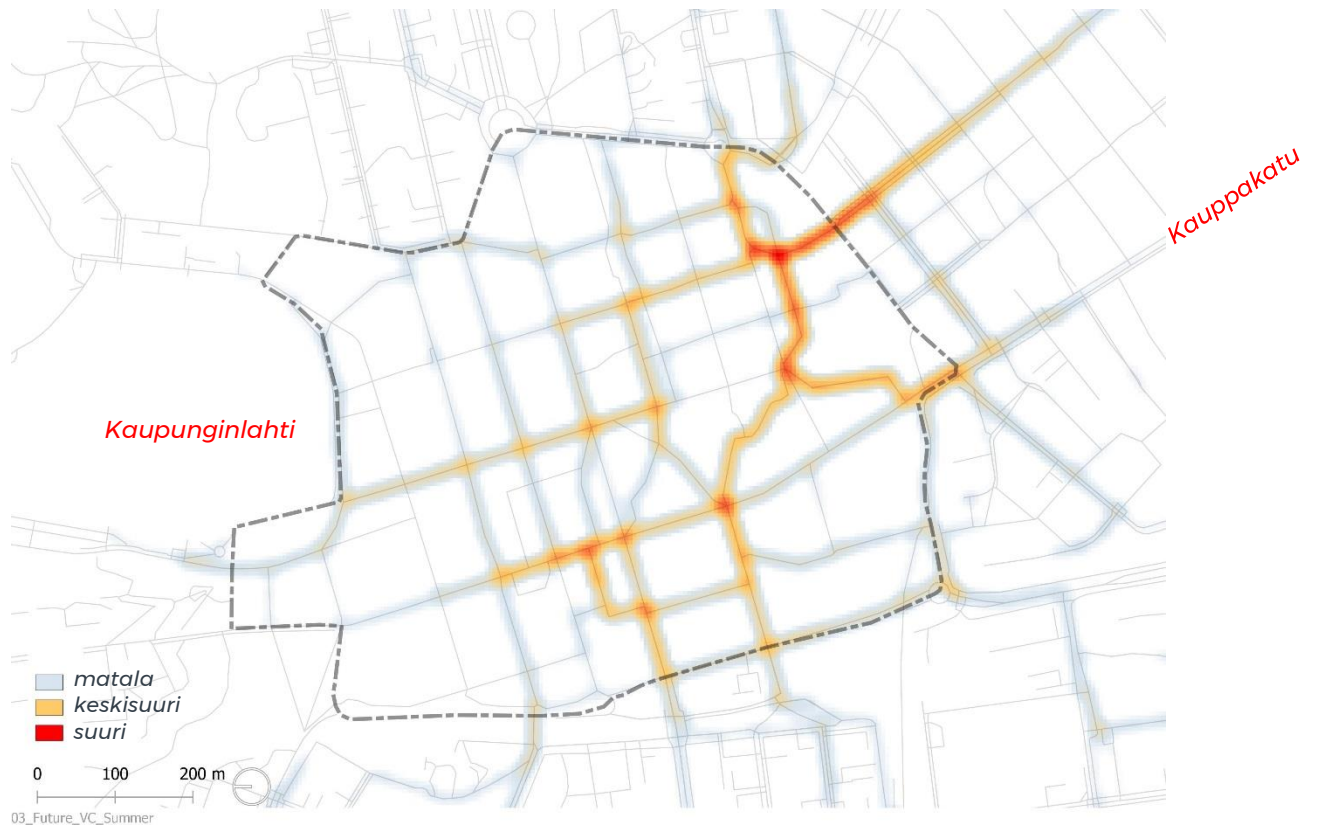 Kauppakatu
Kaupunginlahti
matala
keskisuuri
suuri
0 100 200 m
03_Future_VC_Summer